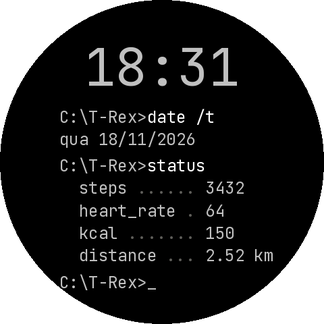 18:31
C:\T-Rex>date /t
qua 18/11/2026
C:\T-Rex>status
steps ...... 3432
heart_rate . 64
kcal ....... 150
distance ... 2.52 km
C:\T-Rex>_